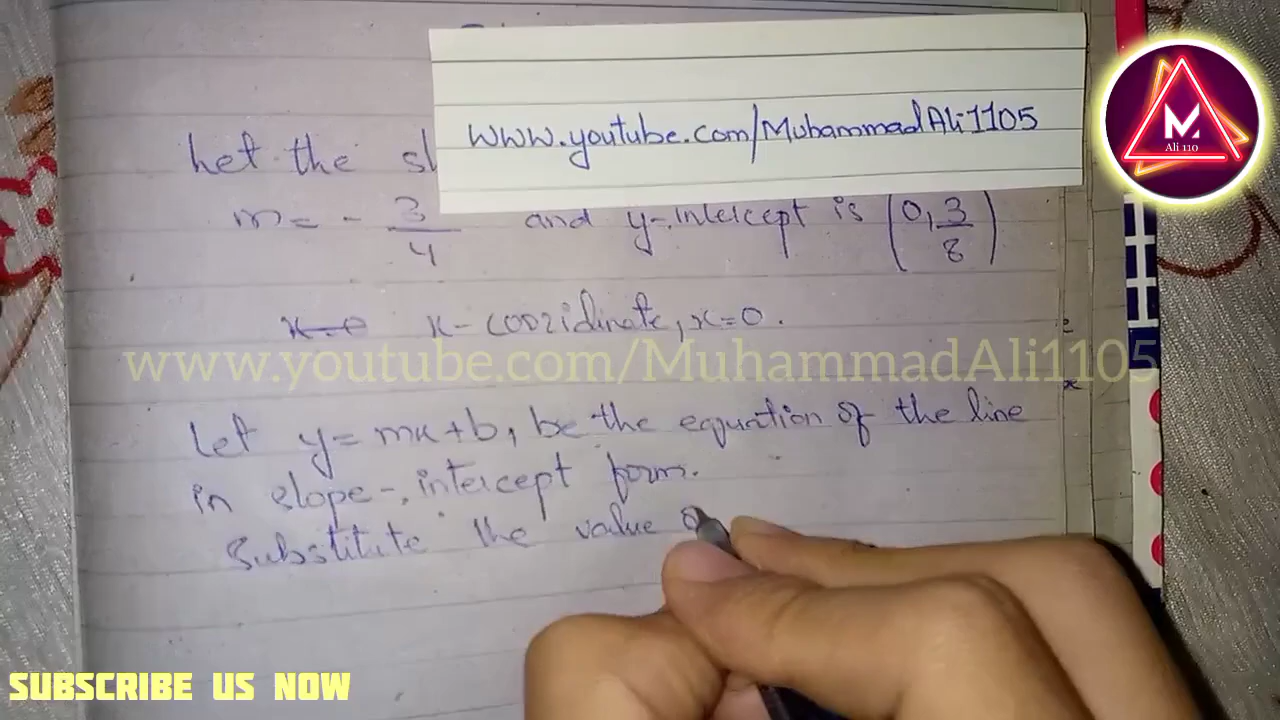 www.youtube.com/MuhammadAli1105
M
Ali 110
Let the sl
m = - 3/4 and y-intercept is (0, 3/8)
x=0 x-coordinate, x=0.
www.youtube.com/MuhammadAli1105
Let y = mx+b, be the equation of the line
in slope-intercept form.
Substitute the value o
SUBSCRIBE US NOW